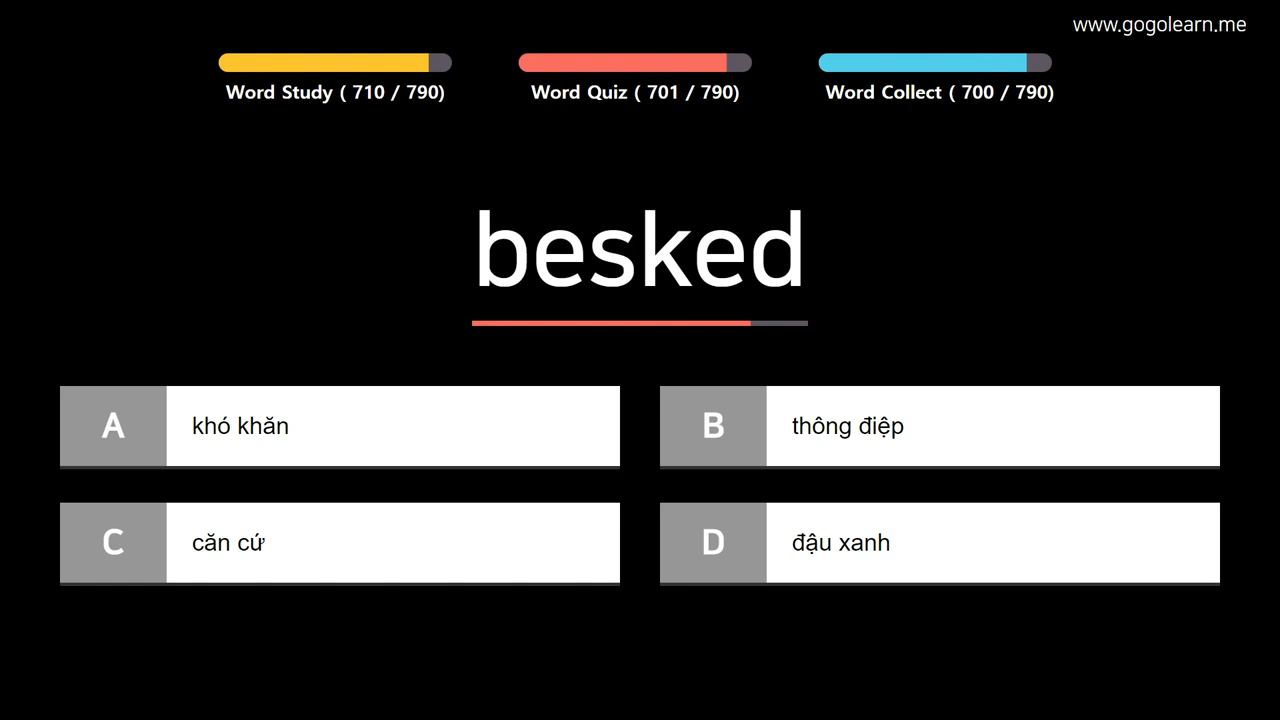 www.gogolearn.me
Word Study ( 710 / 790)
Word Quiz ( 701 / 790)
Word Collect ( 700 / 790)
besked
A
khó khăn
B
thông điệp
C
căn cứ
D
đậu xanh